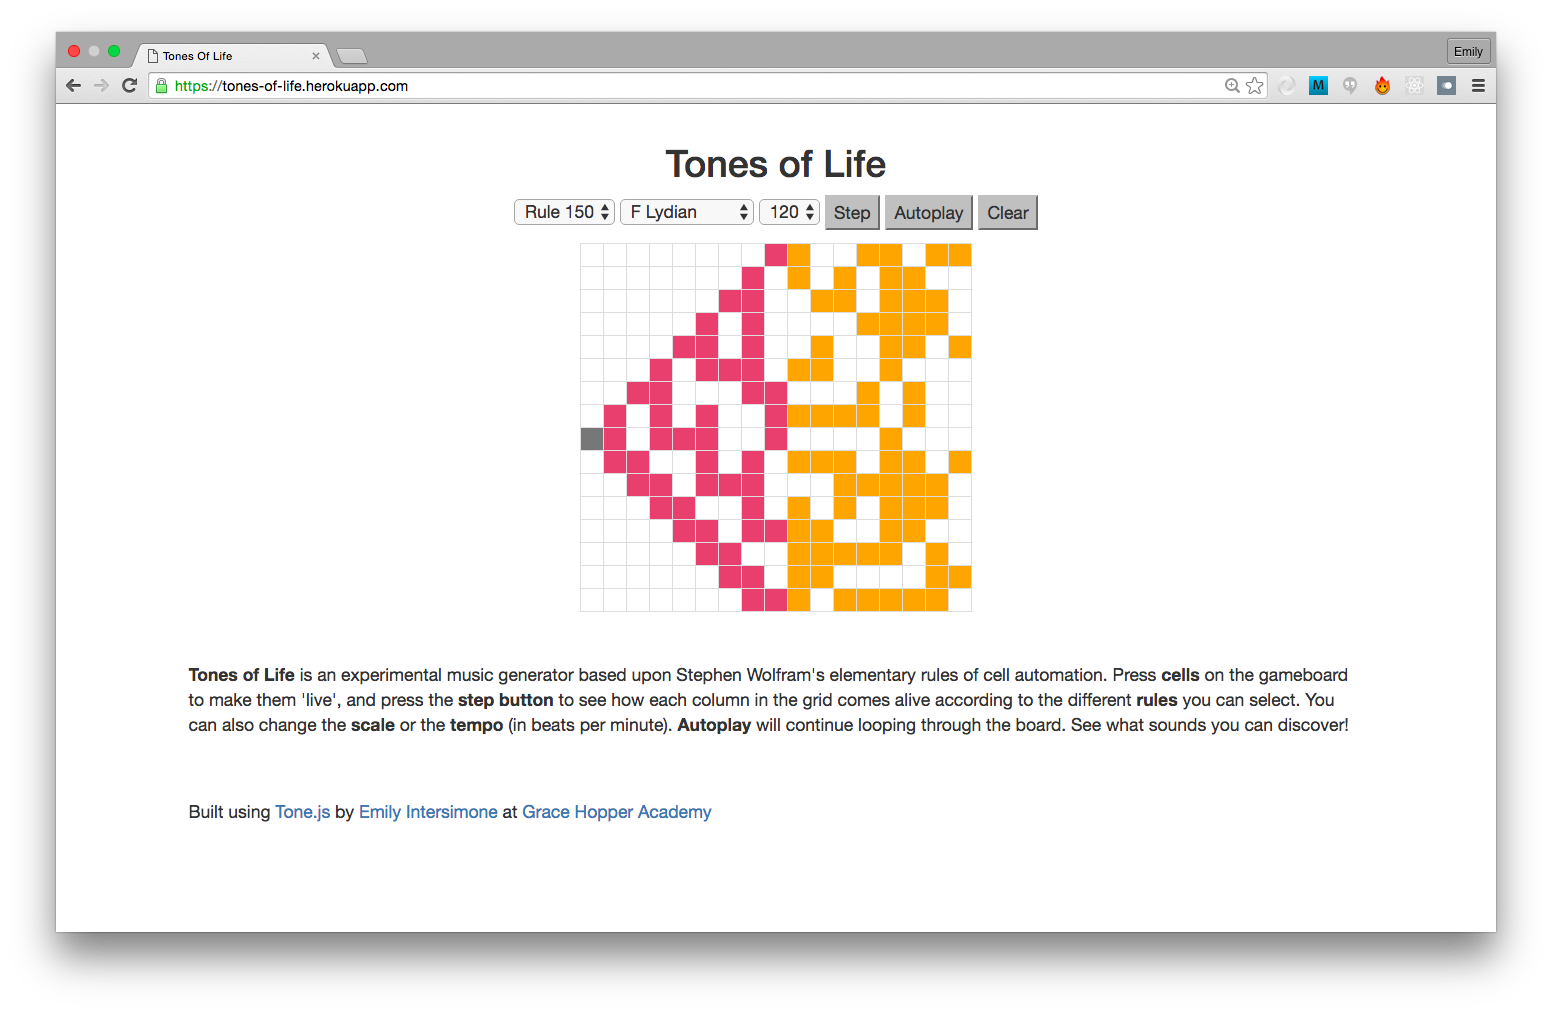 Tones Of Life
Emily
https://tones-of-life.herokuapp.com
M
Tones of Life
Rule 150 F Lydian 120 Step Autoplay Clear
Tones of Life is an experimental music generator based upon Stephen Wolfram's elementary rules of cell automation. Press cells on the gameboard
to make them 'live', and press the step button to see how each column in the grid comes alive according to the different rules you can select. You
can also change the scale or the tempo (in beats per minute). Autoplay will continue looping through the board. See what sounds you can discover!
Built using Tone.js by Emily Intersimone at Grace Hopper Academy